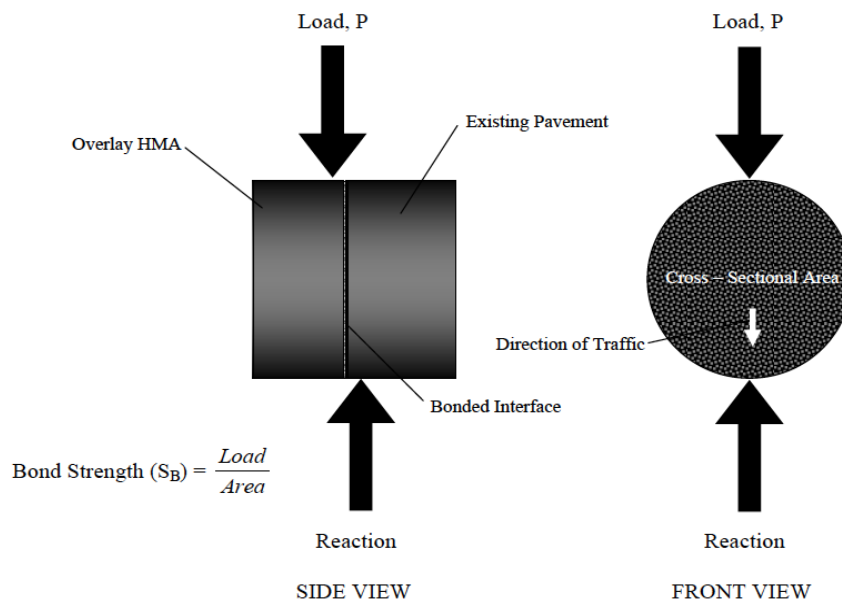 Load, P
Load, P
Overlay HMA
Existing Pavement
Cross – Sectional Area
Direction of Traffic
Bonded Interface
Bond Strength (S_B) = Load / Area
Reaction
Reaction
SIDE VIEW
FRONT VIEW